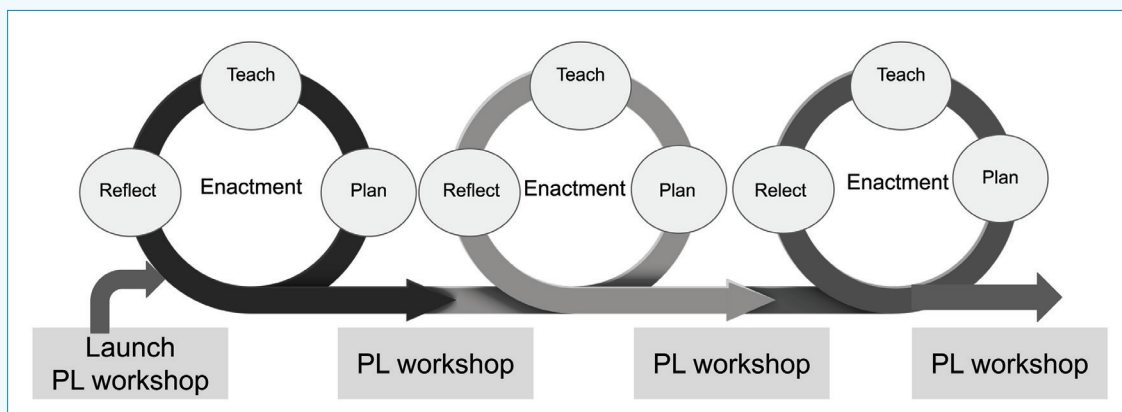 Teach
Reflect
Enactment
Plan
Teach
Reflect
Enactment
Plan
Teach
Relect
Enactment
Plan
Launch
PL workshop
PL workshop
PL workshop
PL workshop